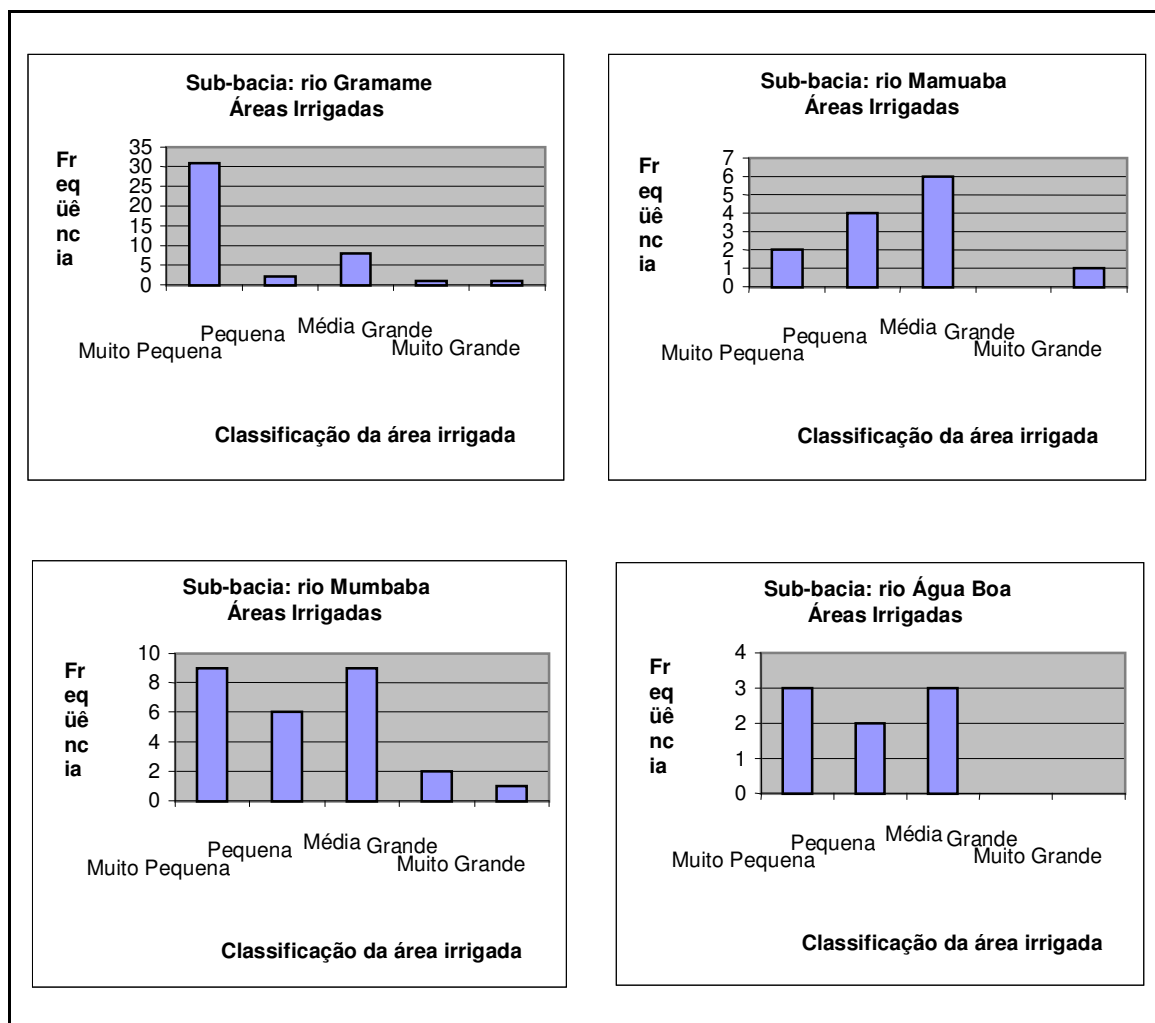 Sub-bacia: rio Gramame
Áreas Irrigadas
Fr
eq
üê
nc
ia
35
30
25
20
15
10
5
0
Muito Pequena
Pequena
Média
Grande
Muito Grande
Classificação da área irrigada
Sub-bacia: rio Mamuaba
Áreas Irrigadas
Fr
eq
üê
nc
ia
7
6
5
4
3
2
1
0
Muito Pequena
Pequena
Média
Grande
Muito Grande
Classificação da área irrigada
Sub-bacia: rio Mumbaba
Áreas Irrigadas
Fr
eq
üê
nc
ia
10
8
6
4
2
0
Muito Pequena
Pequena
Média
Grande
Muito Grande
Classificação da área irrigada
Sub-bacia: rio Água Boa
Áreas Irrigadas
Fr
eq
üê
nc
ia
4
3
2
1
0
Muito Pequena
Pequena
Média
Grande
Muito Grande
Classificação da área irrigada